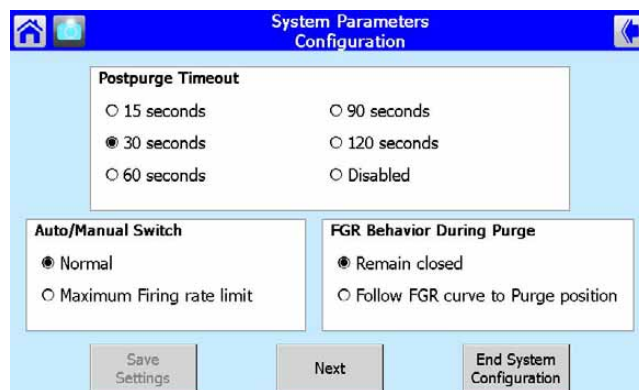 System Parameters
Configuration
Postpurge Timeout
15 seconds
90 seconds
30 seconds
120 seconds
60 seconds
Disabled
Auto/Manual Switch
Normal
Maximum Firing rate limit
FGR Behavior During Purge
Remain closed
Follow FGR curve to Purge position
Save
Settings
Next
End System
Configuration